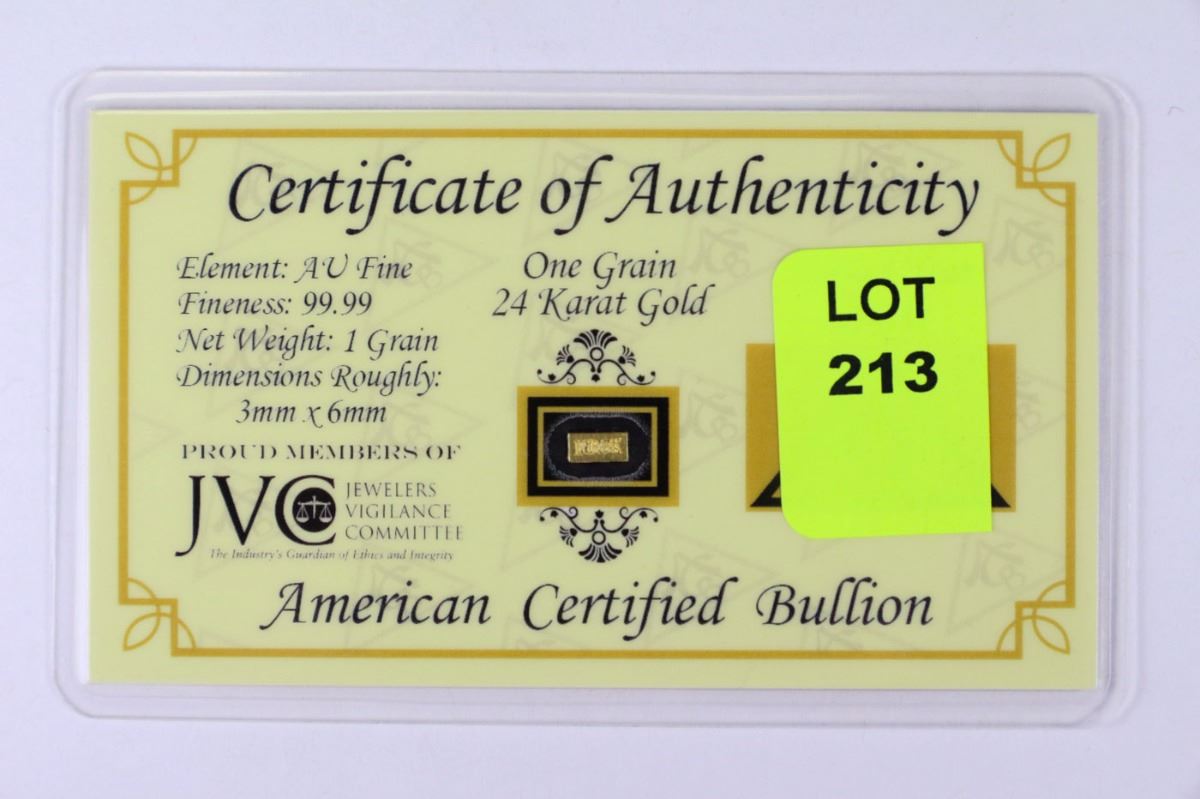 Certificate of Authenticity
Element: AU Fine
Fineness: 99.99
Net Weight: 1 Grain
Dimensions Roughly:
3mm x 6mm
PROUD MEMBERS OF
JVC JEWELERS
VIGILANCE
COMMITTEE
The Industry's Guardian of Ethics and Integrity
One Grain
24 Karat Gold
LOT
213
American Certified Bullion